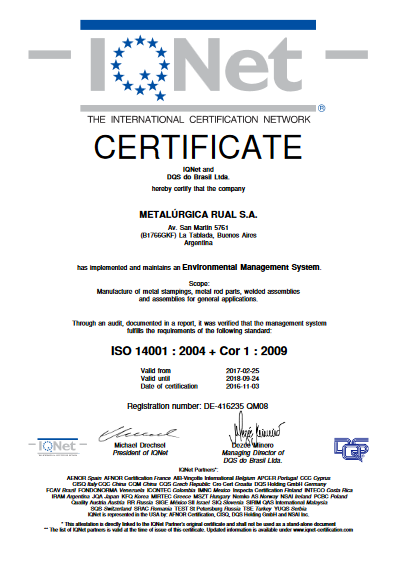 IQNet
®
THE INTERNATIONAL CERTIFICATION NETWORK
CERTIFICATE
IQNet and
DQS do Brasil Ltda.
hereby certify that the company
METALÚRGICA RUAL S.A.
Av. San Martin 5761
(B1766GKF) La Tablada, Buenos Aires
Argentina
has implemented and maintains an Environmental Management System.
Scope:
Manufacture of metal stampings, metal rod parts, welded assemblies
and assemblies for general applications.
Through an audit, documented in a report, it was verified that the management system
fulfills the requirements of the following standard:
ISO 14001 : 2004 + Cor 1 : 2009
Valid from 2017-02-25
Valid until 2018-09-24
Date of certification 2016-11-03
Registration number: DE-416235 QM08
IQNet
Michael Drechsel
President of IQNet
Dezée Mineiro
Managing Director of
DQS do Brasil Ltda.
IQNet Partners*:
AENOR Spain AFNOR Certification France AIB-Vinçotte International Belgium APCER Portugal CCC Cyprus
CISQ Italy CQC China CQM China CQS Czech Republic Cro Cert Croatia DQS Holding GmbH Germany
FCAV Brazil FONDONORMA Venezuela ICONTEC Colombia IMNC Mexico Inspecta Certification Finland INTECO Costa Rica
IRAM Argentina JQA Japan KFQ Korea MIRTEC Greece MSZT Hungary Nemko AS Norway NSAI Ireland PCBC Poland
Quality Austria Austria RR Russia SIGE México SII Israel SIQ Slovenia SIRIM QAS International Malaysia
SQS Switzerland SRAC Romania TEST St Petersburg Russia TSE Turkey YUQS Serbia
IQNet is represented in the USA by: AFNOR Certification, CISQ, DQS Holding GmbH and NSAI Inc.
* This attestation is directly linked to the IQNet Partner's original certificate and shall not be used as a stand-alone document
** The list of IQNet partners is valid at the time of issue of this certificate. Updated information is available under www.iqnet-certification.com